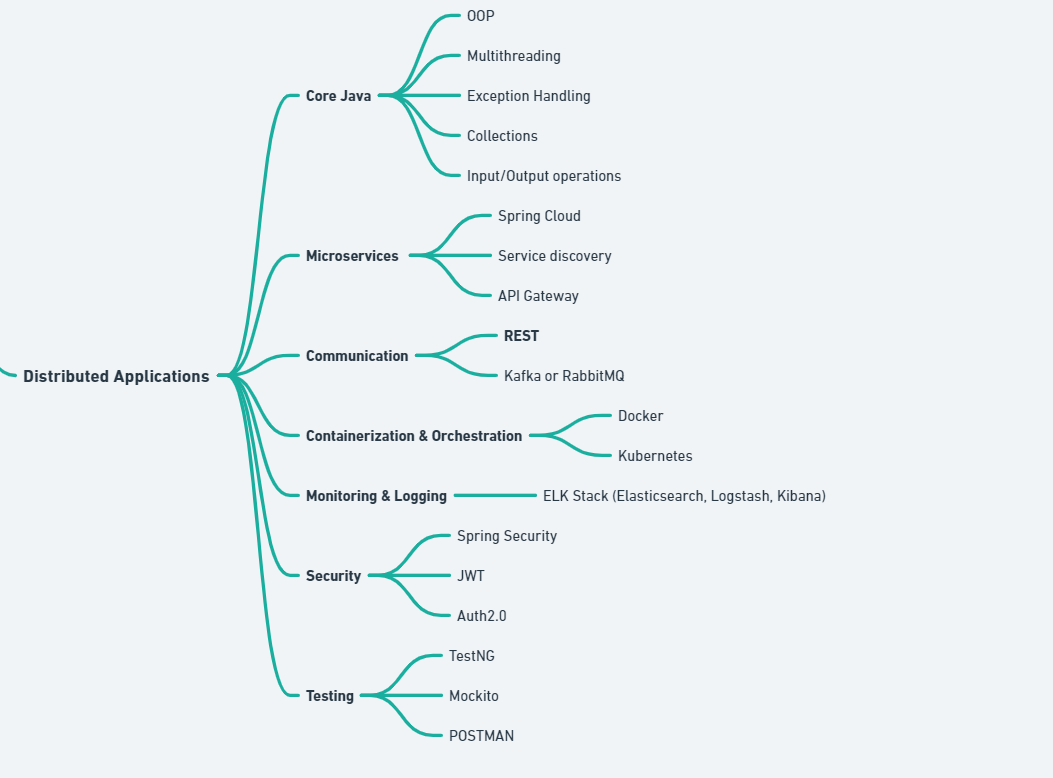 Distributed Applications
Core Java
OOP
Multithreading
Exception Handling
Collections
Input/Output operations
Microservices
Spring Cloud
Service discovery
API Gateway
Communication
REST
Kafka or RabbitMQ
Containerization & Orchestration
Docker
Kubernetes
Monitoring & Logging
ELK Stack (Elasticsearch, Logstash, Kibana)
Security
Spring Security
JWT
Auth2.0
Testing
TestNG
Mockito
POSTMAN